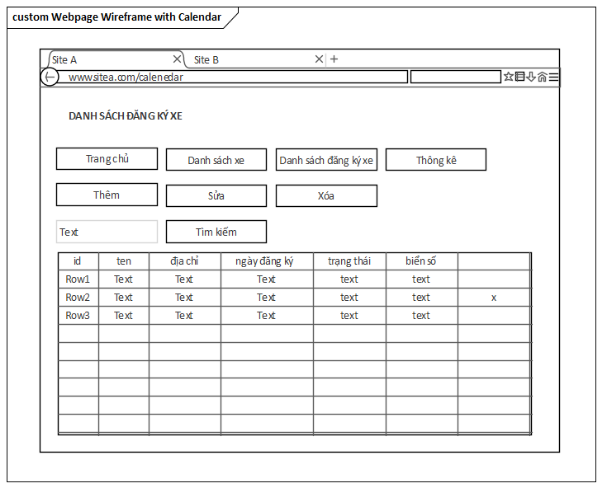 custom Webpage Wireframe with Calendar
Site A
Site B
www.sitea.com/calenedar
DANH SÁCH ĐĂNG KÝ XE
Trang chủ
Danh sách xe
Danh sách đăng ký xe
Thông kê
Thêm
Sửa
Xóa
Text
Tìm kiếm
id ten địa chỉ ngày đăng ký trạng thái biển số
Row1 Text Text Text text text
Row2 Text Text Text text text x
Row3 Text Text Text text text